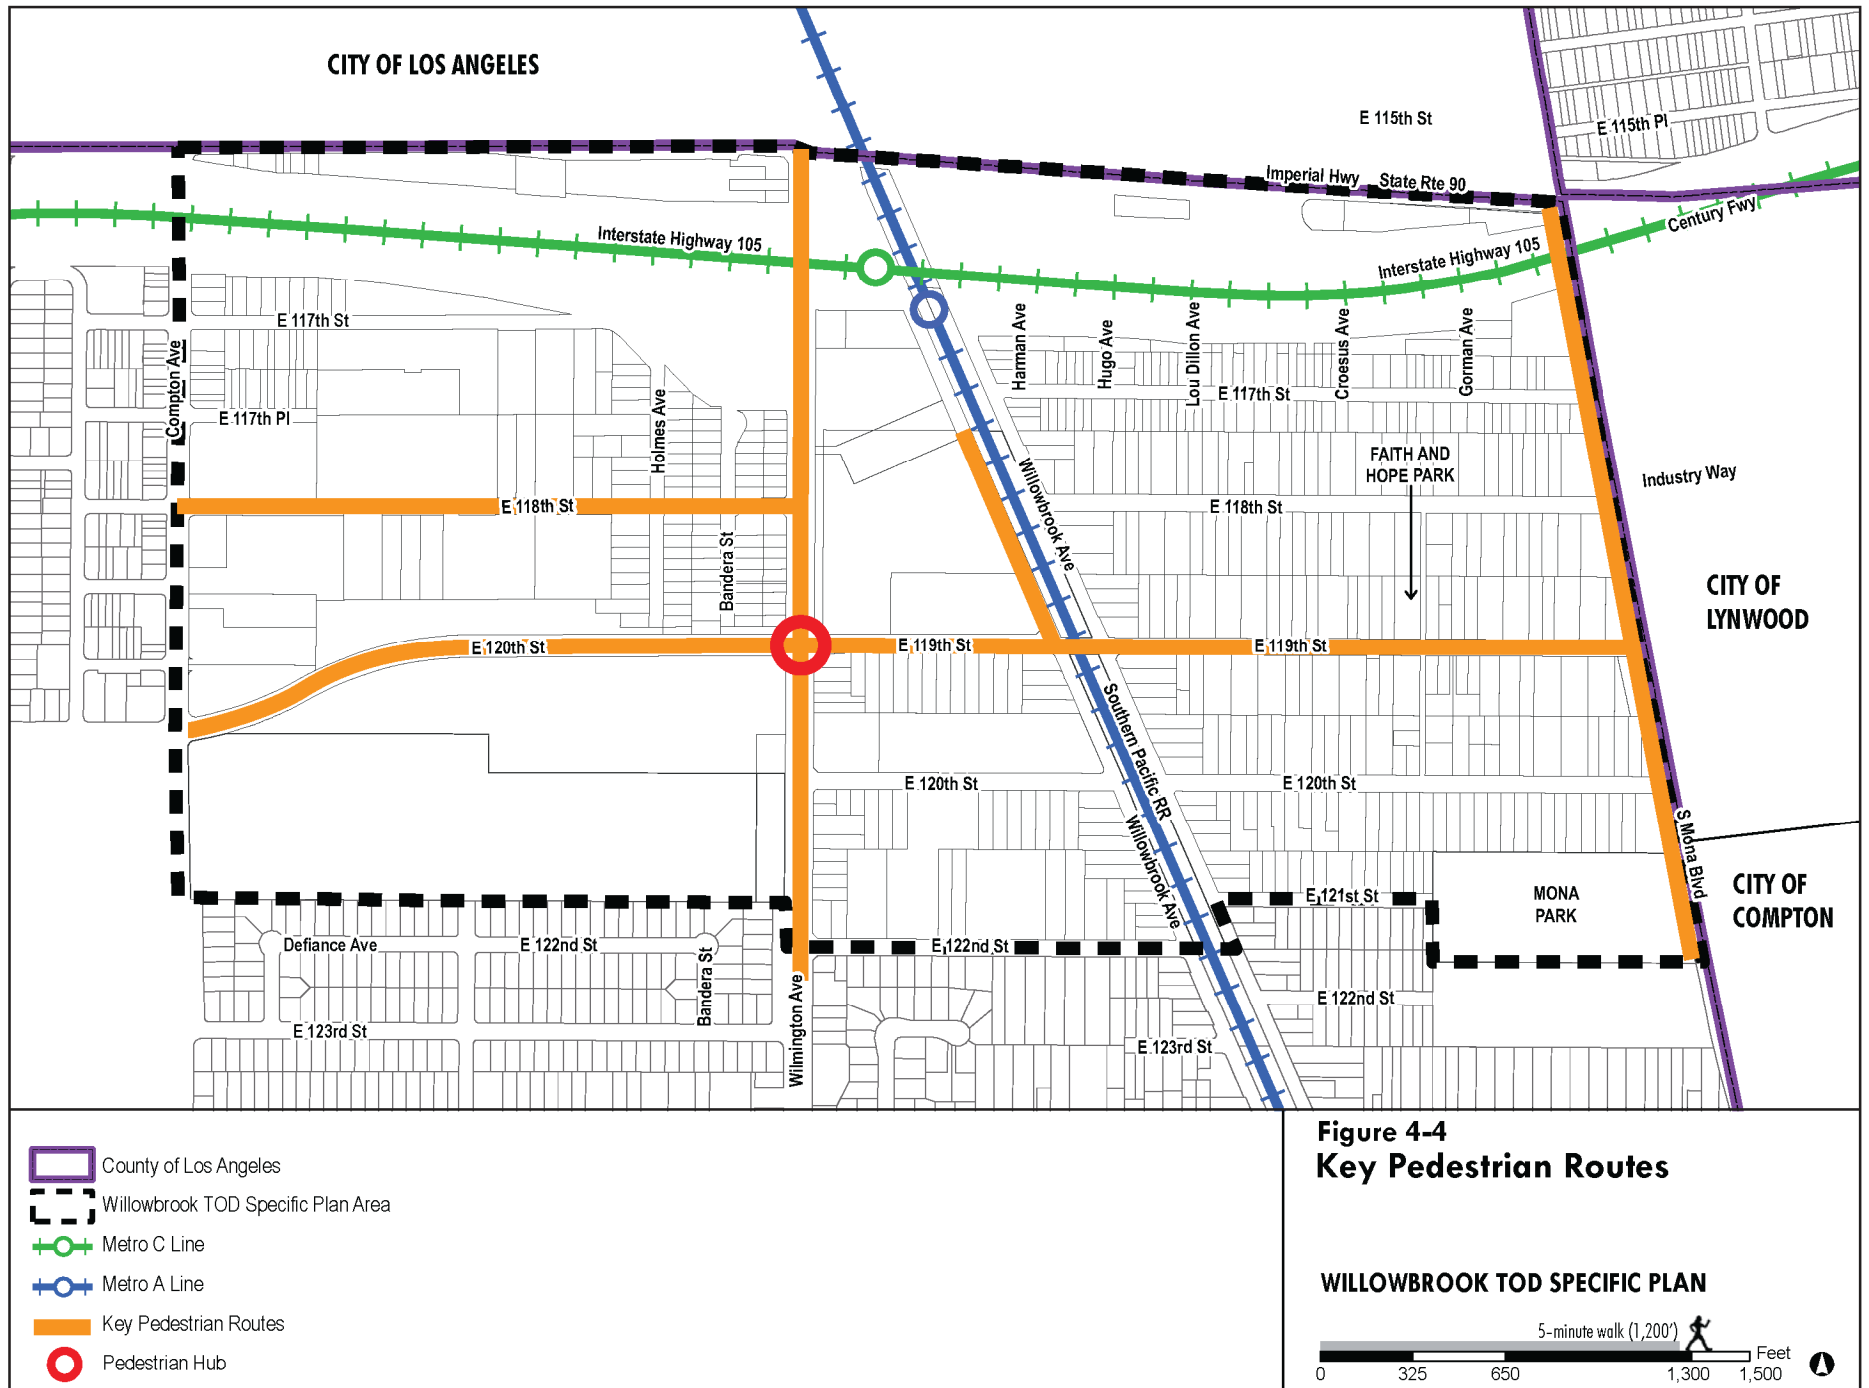 CITY OF LOS ANGELES
E 115th St
E 115th Pl
Imperial Hwy
State Rte 90
Century Fwy
Interstate Highway 105
Interstate Highway 105
E 117th St
Compton Ave
Harman Ave
Hugo Ave
Lou Dillon Ave
Croesus Ave
Gorman Ave
E 117th St
E 117th Pl
Holmes Ave
FAITH AND
HOPE PARK
Industry Way
Willowbrook Ave
E 118th St
E 118th St
Bandera St
CITY OF
LYNWOOD
E 120th St
E 119th St
E 119th St
Southern Pacific RR
E 120th St
E 120th St
Willowbrook Ave
S Mona Blvd
E 121st St
MONA
PARK
CITY OF
COMPTON
Defiance Ave
E 122nd St
E 122nd St
Bandera St
Wilmington Ave
E 122nd St
E 123rd St
E 123rd St
County of Los Angeles
Willowbrook TOD Specific Plan Area
Metro C Line
Metro A Line
Key Pedestrian Routes
Pedestrian Hub
Figure 4-4
Key Pedestrian Routes
WILLOWBROOK TOD SPECIFIC PLAN
5-minute walk (1,200')
Feet
0 325 650 1,300 1,500